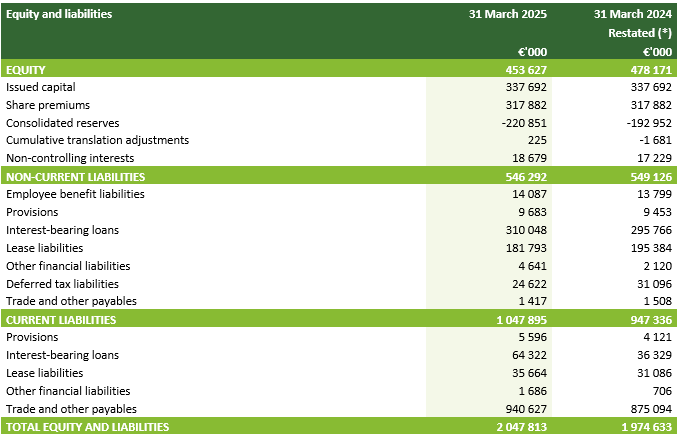 Equity and liabilities 31 March 2025 31 March 2024
Restated (*)
€'000 €'000
EQUITY 453 627 478 171
Issued capital 337 692 337 692
Share premiums 317 882 317 882
Consolidated reserves -220 851 -192 952
Cumulative translation adjustments 225 -1 681
Non-controlling interests 18 679 17 229
NON-CURRENT LIABILITIES 546 292 549 126
Employee benefit liabilities 14 087 13 799
Provisions 9 683 9 453
Interest-bearing loans 310 048 295 766
Lease liabilities 181 793 195 384
Other financial liabilities 4 641 2 120
Deferred tax liabilities 24 622 31 096
Trade and other payables 1 417 1 508
CURRENT LIABILITIES 1 047 895 947 336
Provisions 5 596 4 121
Interest-bearing loans 64 322 36 329
Lease liabilities 35 664 31 086
Other financial liabilities 1 686 706
Trade and other payables 940 627 875 094
TOTAL EQUITY AND LIABILITIES 2 047 813 1 974 633